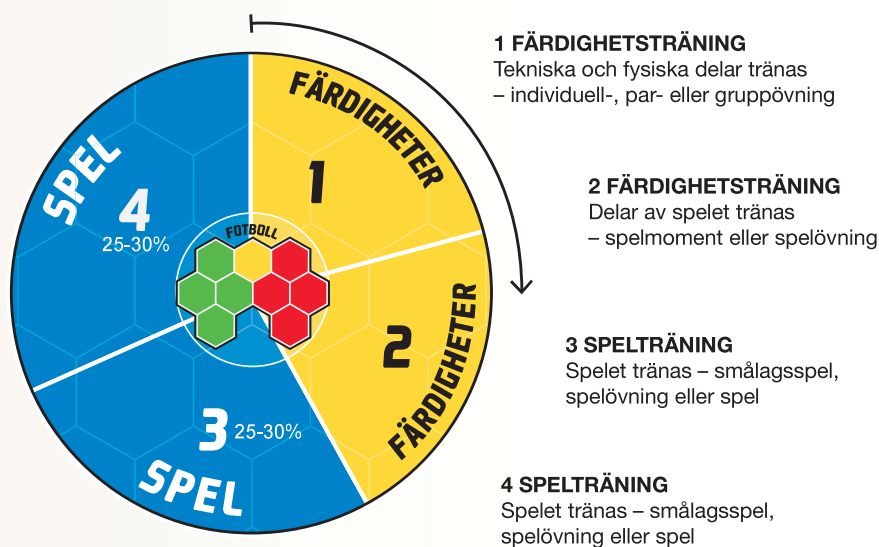 FÄRDIGHETER
1
FÄRDIGHETER
2
3 25-30%
SPEL
SPEL
4
25-30%
FOTBOLL
1 FÄRDIGHETSTRÄNING
Tekniska och fysiska delar tränas
– individuell-, par- eller gruppövning
2 FÄRDIGHETSTRÄNING
Delar av spelet tränas
– spelmoment eller spelövning
3 SPELTRÄNING
Spelet tränas – smålagsspel,
spelövning eller spel
4 SPELTRÄNING
Spelet tränas – smålagsspel,
spelövning eller spel